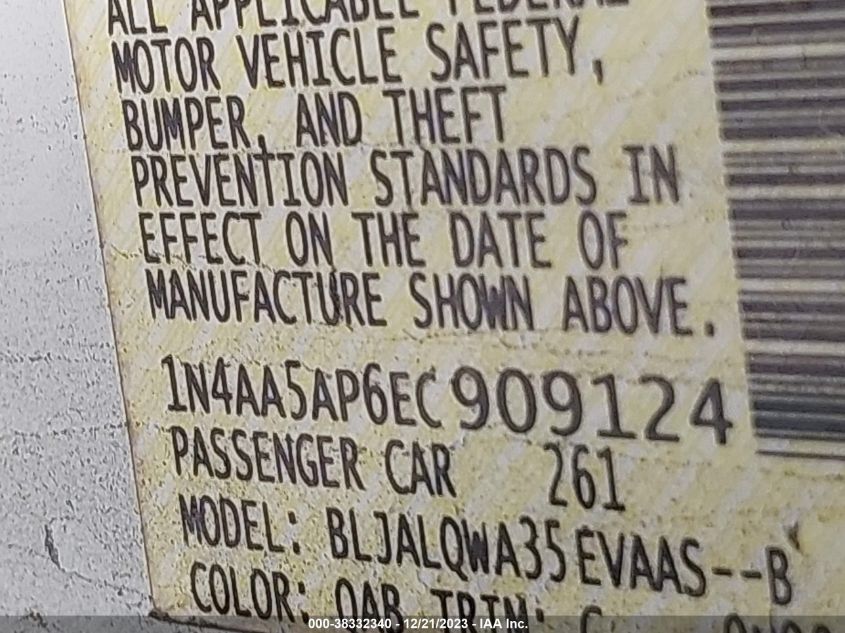 ALL APPLICABLE FEDERAL
MOTOR VEHICLE SAFETY,
BUMPER, AND THEFT
PREVENTION STANDARDS IN
EFFECT ON THE DATE OF
MANUFACTURE SHOWN ABOVE.
1N4AA5AP6EC909124
PASSENGER CAR 261
MODEL: BLJALQWA35EVAAS--B
COLOR: QAB TRIM:
000-38332340 - 12/21/2023 - IAA Inc.